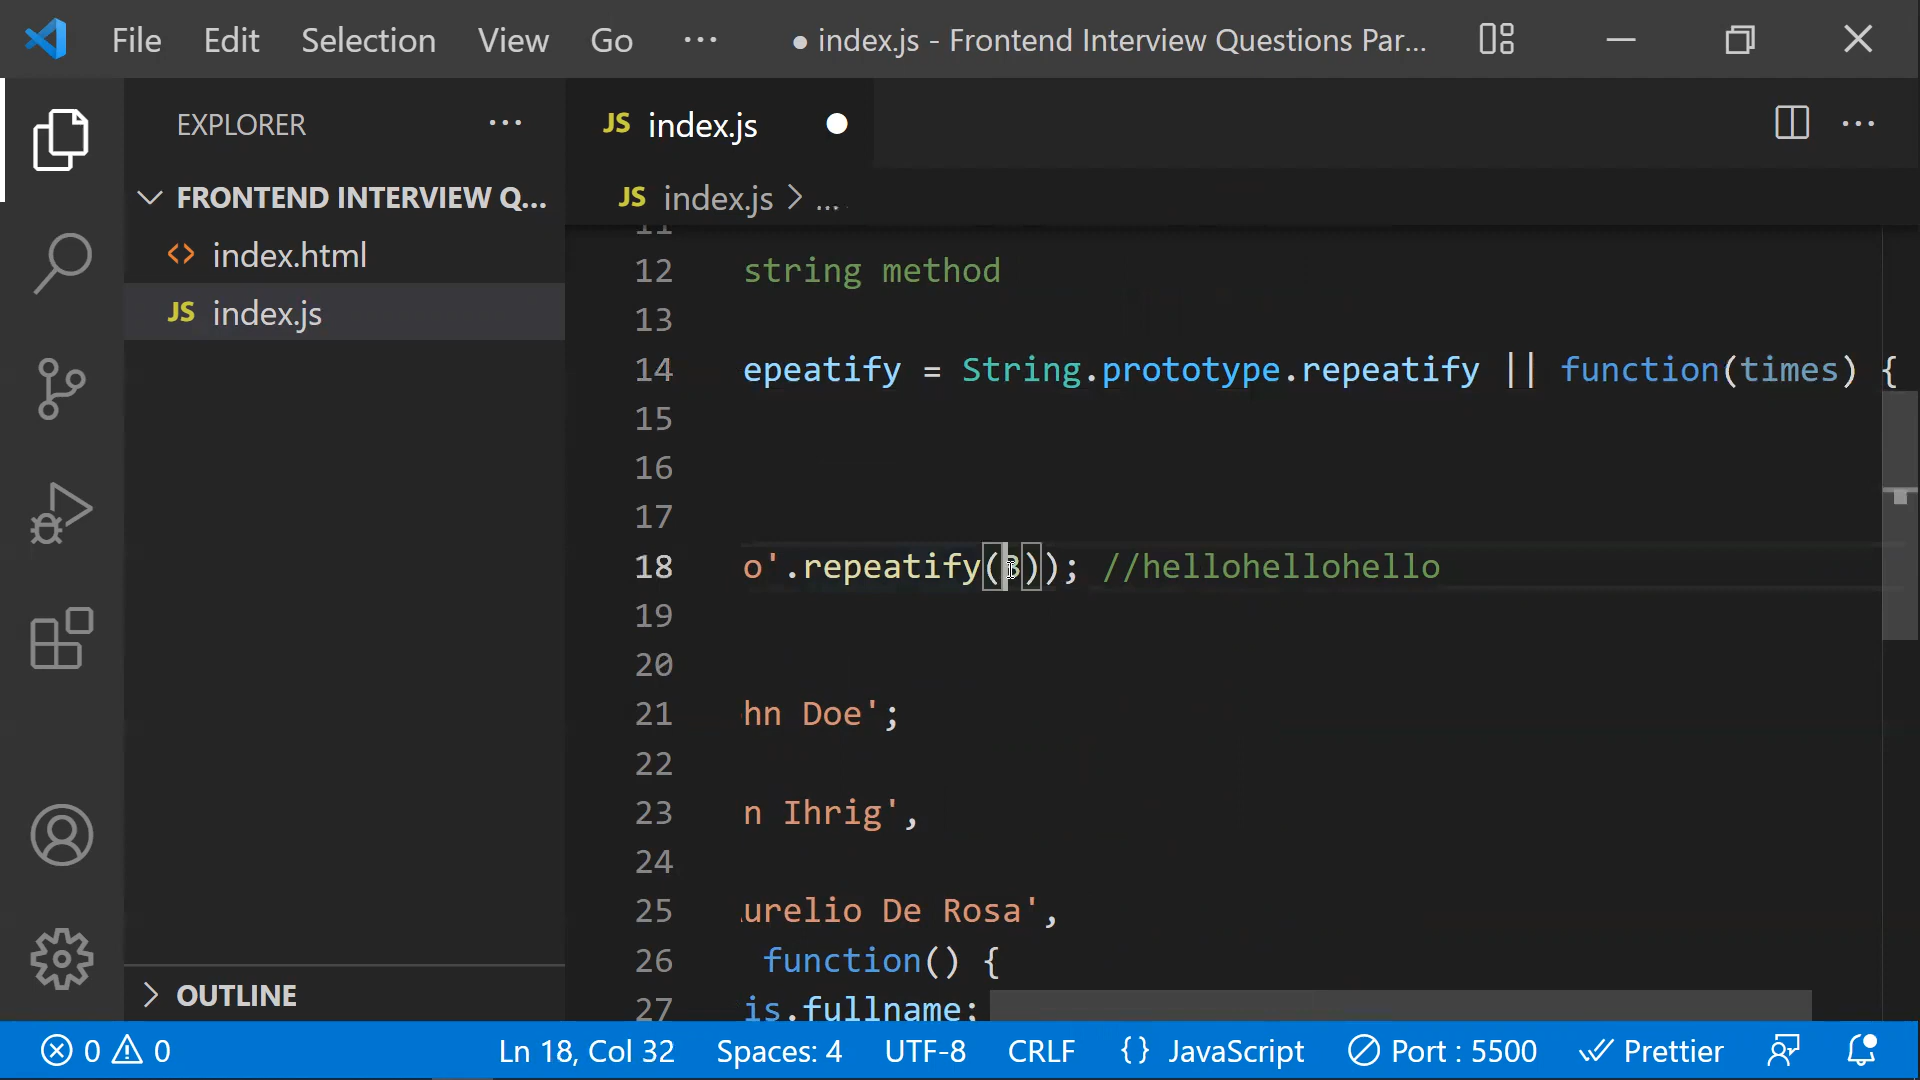 File Edit Selection View Go ... ● index.js - Frontend Interview Questions Par...
EXPLORER ...
JS index.js ●
...
FRONTEND INTERVIEW Q...
JS index.js > ...
<> index.html
JS index.js
11
12 string method
13
14 epeatify = String.prototype.repeatify || function(times) {
15
16
17
18 o'.repeatify(3)); //hellohellohello
19
20
21 hn Doe';
22
23 n Ihrig',
24
25 urelio De Rosa',
26 function() {
27 is.fullname;
> OUTLINE
0 0 Ln 18, Col 32 Spaces: 4 UTF-8 CRLF {} JavaScript Port : 5500 Prettier